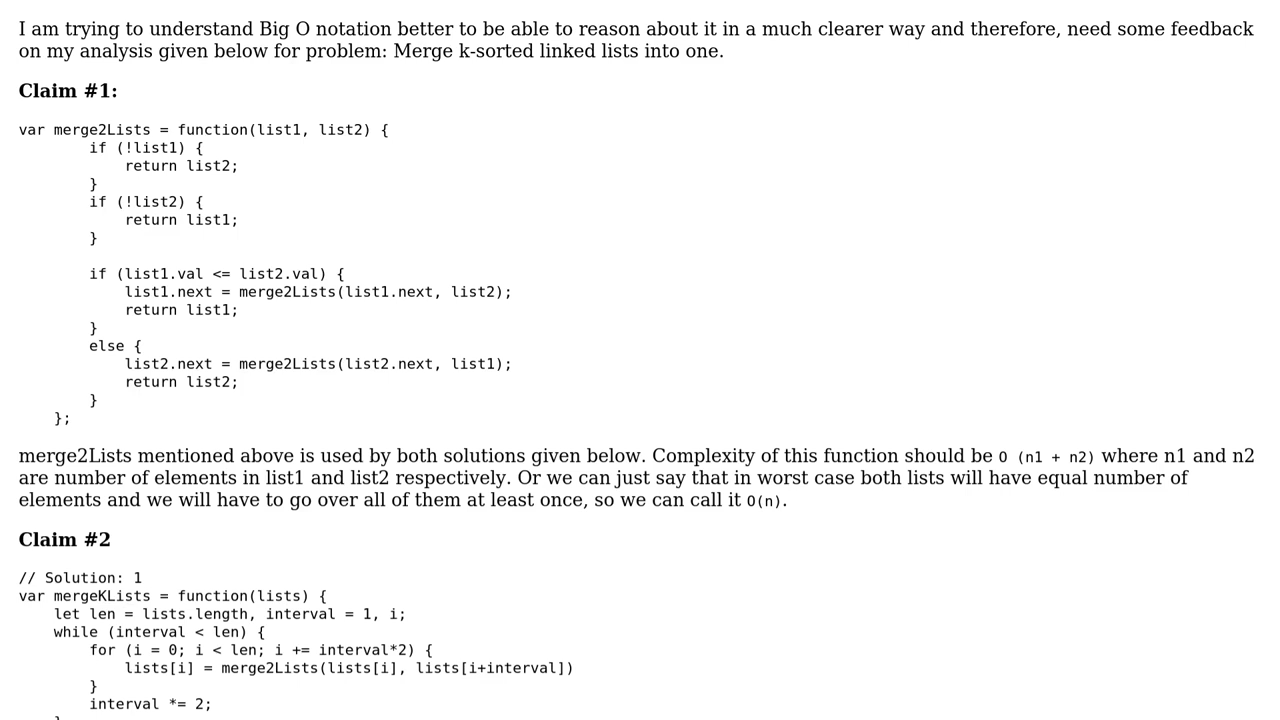 I am trying to understand Big O notation better to be able to reason about it in a much clearer way and therefore, need some feedback
on my analysis given below for problem: Merge k-sorted linked lists into one.
Claim #1:
var merge2Lists = function(list1, list2) {
        if (!list1) {
            return list2;
        }
        if (!list2) {
            return list1;
        }

        if (list1.val <= list2.val) {
            list1.next = merge2Lists(list1.next, list2);
            return list1;
        }
        else {
            list2.next = merge2Lists(list2.next, list1);
            return list2;
        }
    };
merge2Lists mentioned above is used by both solutions given below. Complexity of this function should be O (n1 + n2) where n1 and n2
are number of elements in list1 and list2 respectively. Or we can just say that in worst case both lists will have equal number of
elements and we will have to go over all of them at least once, so we can call it O(n).
Claim #2
// Solution: 1
var mergeKLists = function(lists) {
    let len = lists.length, interval = 1, i;
    while (interval < len) {
        for (i = 0; i < len; i += interval*2) {
            lists[i] = merge2Lists(lists[i], lists[i+interval])
        }
        interval *= 2;